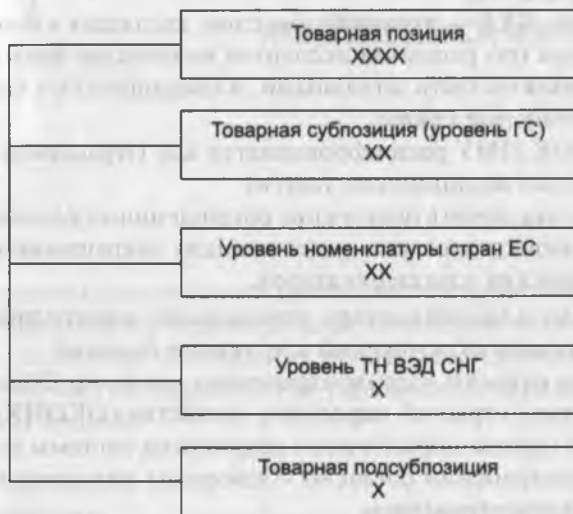 Товарная позиция
XXXX
Товарная субпозиция (уровень ГС)
XX
Уровень номенклатуры стран ЕС
XX
Уровень ТН ВЭД СНГ
X
Товарная подсубпозиция
X